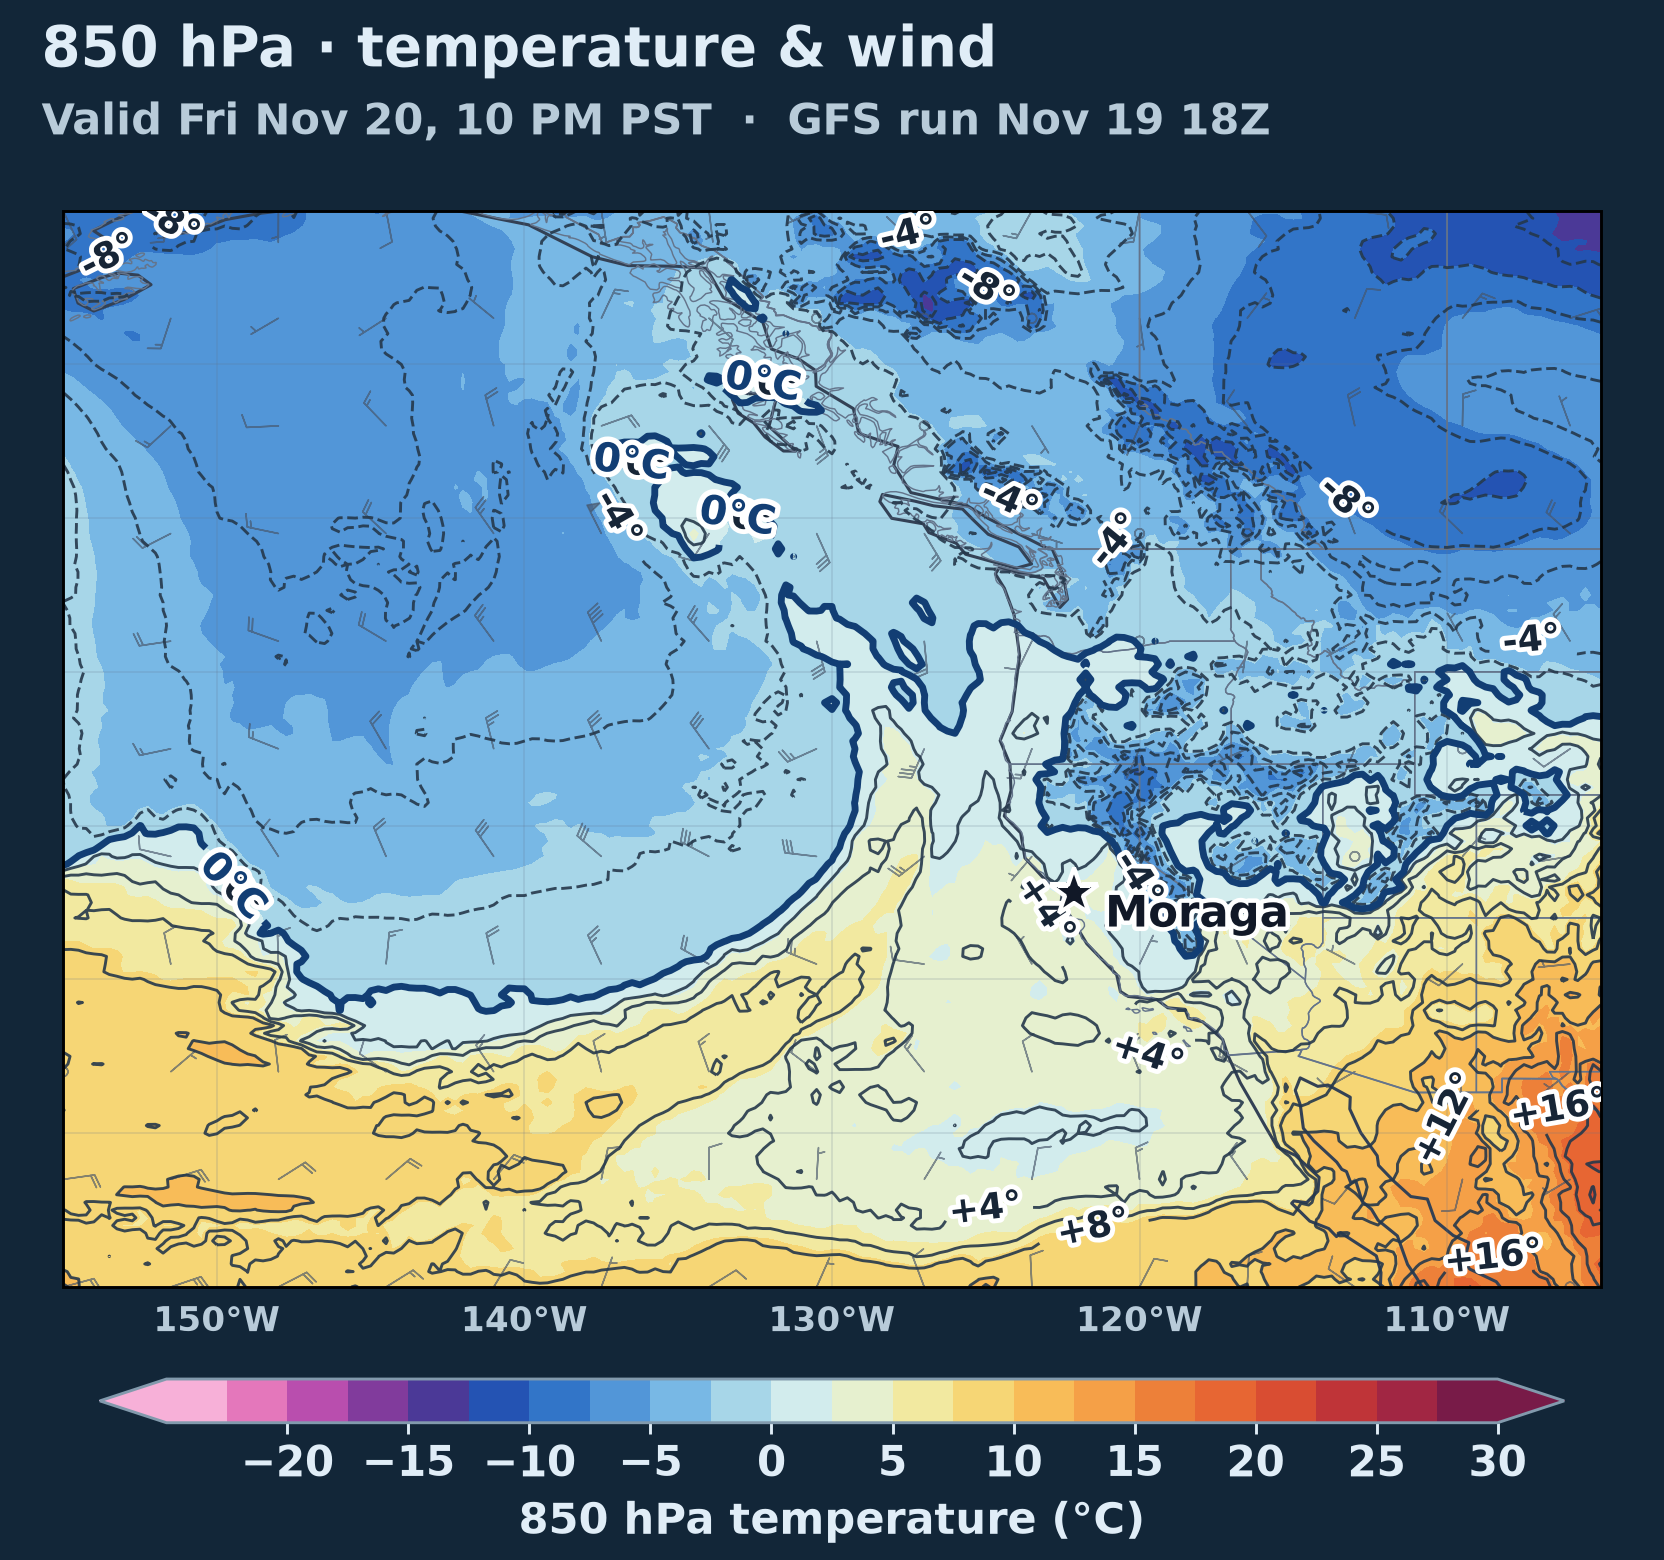 850 hPa · temperature & wind
Valid Fri Nov 20, 10 PM PST · GFS run Nov 19 18Z
-8°
-8°
-4°
-8°
0°C
0°C
-4°
0°C
-4°
-4°
-8°
-4°
0°C
-4°
+4°
Moraga
+4°
+12°
+16°
+4°
+8°
+16°
150°W 140°W 130°W 120°W 110°W
−20 −15 −10 −5 0 5 10 15 20 25 30
850 hPa temperature (°C)